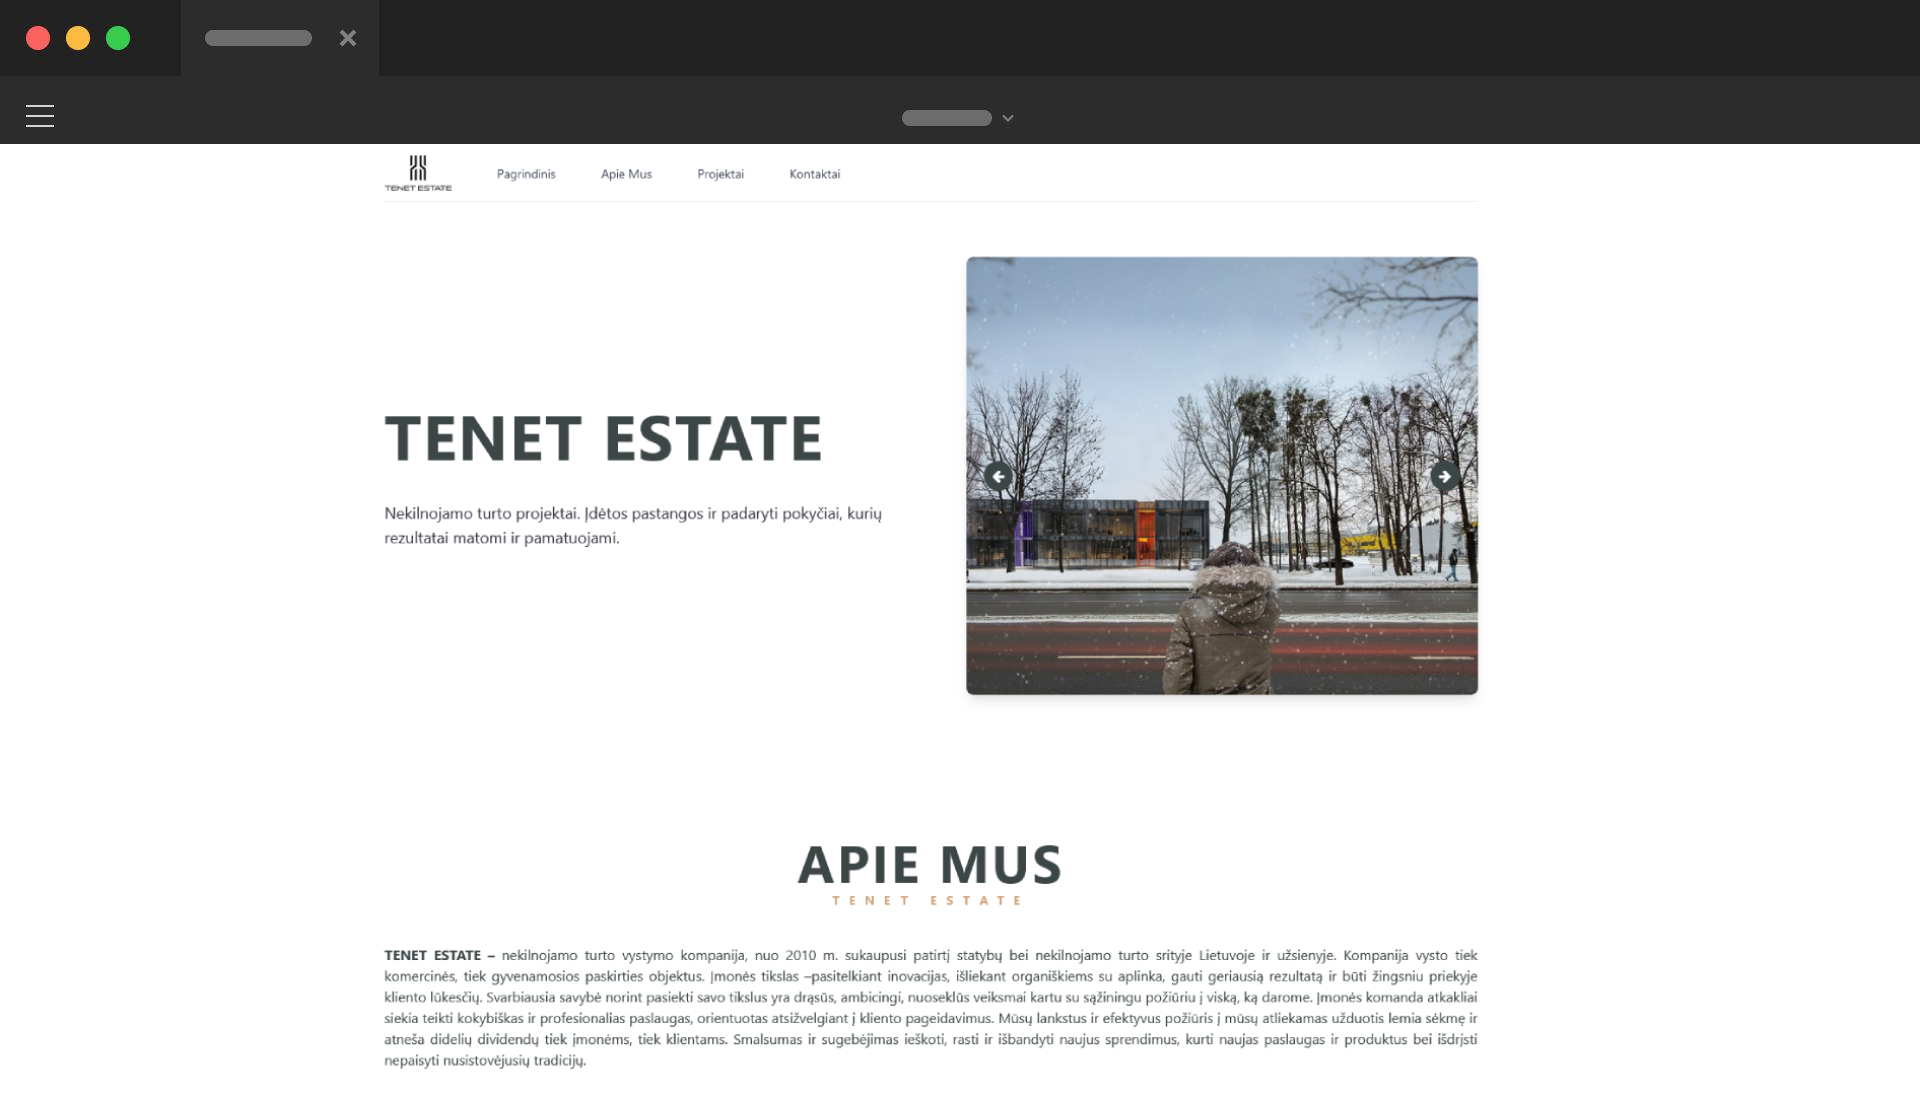 TENET ESTATE
Pagrindinis
Apie Mus
Projektai
Kontaktai
TENET ESTATE
Nekilnojamo turto projektai. Įdėtos pastangos ir padaryti pokyčiai, kurių
rezultatai matomi ir pamatuojami.
APIE MUS
TENET ESTATE
TENET ESTATE – nekilnojamo turto vystymo kompanija, nuo 2010 m. sukaupusi patirtį statybų bei nekilnojamo turto srityje Lietuvoje ir užsienyje. Kompanija vysto tiek
komercinės, tiek gyvenamosios paskirties objektus. Įmonės tikslas –pasitelkiant inovacijas, išliekant organiškiems su aplinka, gauti geriausią rezultatą ir būti žingsniu priekyje
kliento lūkesčių. Svarbiausia savybė norint pasiekti savo tikslus yra drąsūs, ambicingi, nuoseklūs veiksmai kartu su sąžiningu požiūriu į viską, ką darome. Įmonės komanda atkakliai
siekia teikti kokybiškas ir profesionalias paslaugas, orientuotas atsižvelgiant į kliento pageidavimus. Mūsų lankstus ir efektyvus požiūris į mūsų atliekamas užduotis lemia sėkmę ir
atneša didelių dividendų tiek įmonėms, tiek klientams. Smalsumas ir sugebėjimas ieškoti, rasti ir išbandyti naujus sprendimus, kurti naujas paslaugas ir produktus bei išdrįsti
nepaisyti nusistovėjusių tradicijų.